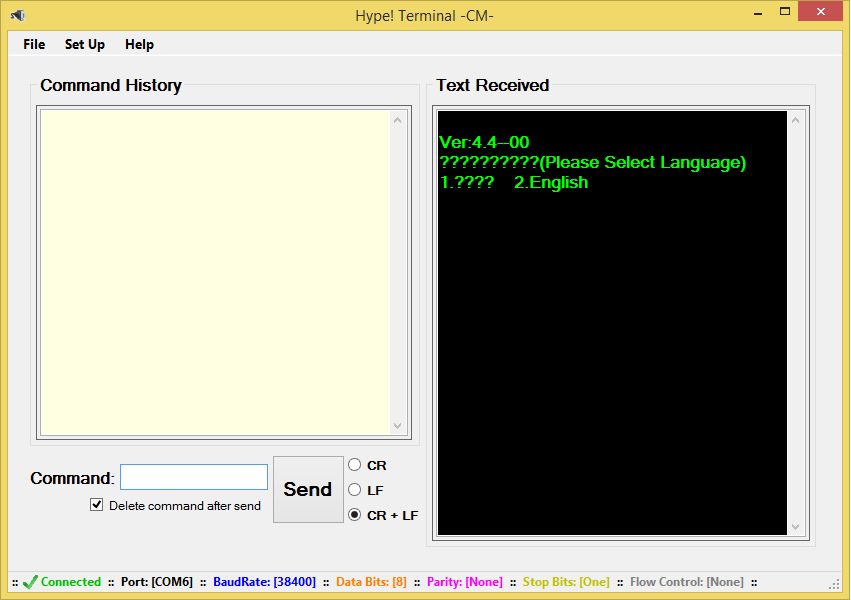 Hype! Terminal -CM-
File Set Up Help
Command History
Text Received
Ver:4.4--00
??????????(Please Select Language)
1.???? 2.English
Command:
Send
CR
LF
CR + LF
Delete command after send
:: Connected :: Port: [COM6] :: BaudRate: [38400] :: Data Bits: [8] :: Parity: [None] :: Stop Bits: [One] :: Flow Control: [None] ::